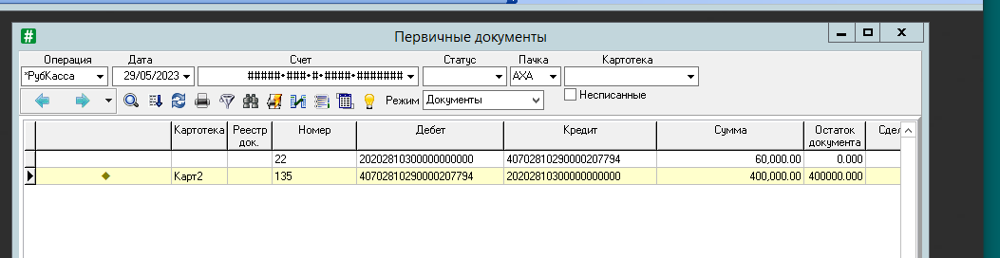 Первичные документы
Операция Дата Счет Статус Пачка Картотека
*РубКасса 29/05/2023 #####*###*#*####*####### АХА
Режим Документы Несписанные
Картотека Реестр док. Номер Дебет Кредит Сумма Остаток документа Сдел
22 20202810300000000000 40702810290000207794 60,000.00 0.000
Карт2 135 40702810290000207794 20202810300000000000 400,000.00 400000.000